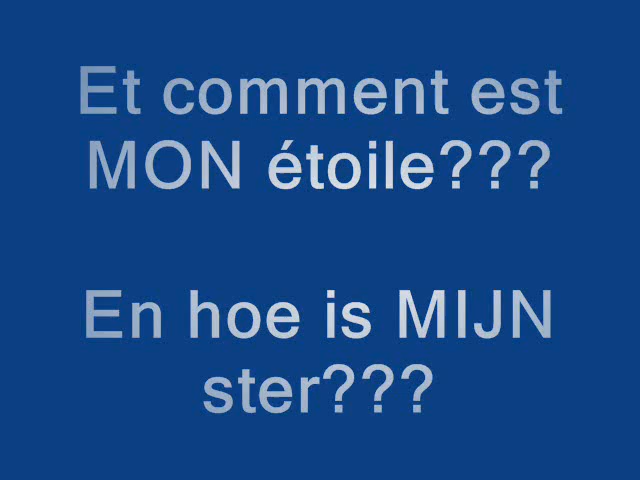 Et comment est
MON étoile???
En hoe is MIJN
ster???